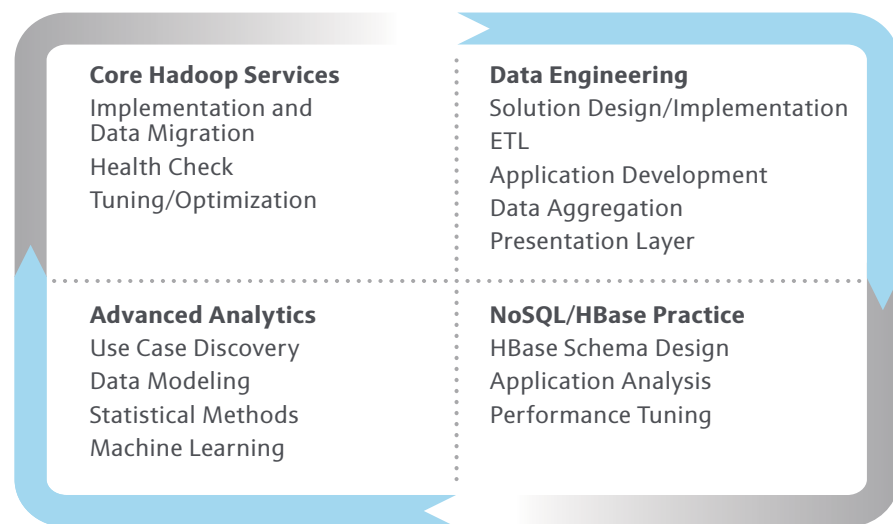 Core Hadoop Services
Implementation and
Data Migration
Health Check
Tuning/Optimization
Data Engineering
Solution Design/Implementation
ETL
Application Development
Data Aggregation
Presentation Layer
Advanced Analytics
Use Case Discovery
Data Modeling
Statistical Methods
Machine Learning
NoSQL/HBase Practice
HBase Schema Design
Application Analysis
Performance Tuning